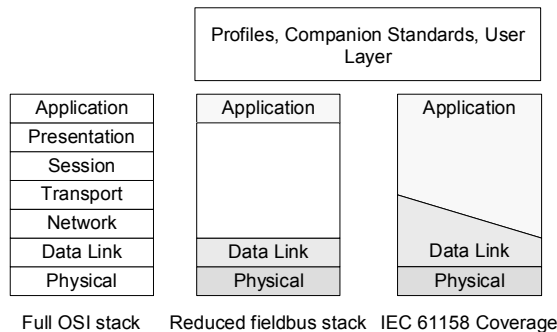 Profiles, Companion Standards, User
Layer
Application
Presentation
Session
Transport
Network
Data Link
Physical
Full OSI stack
Application
Data Link
Physical
Reduced fieldbus stack
Application
Data Link
Physical
IEC 61158 Coverage